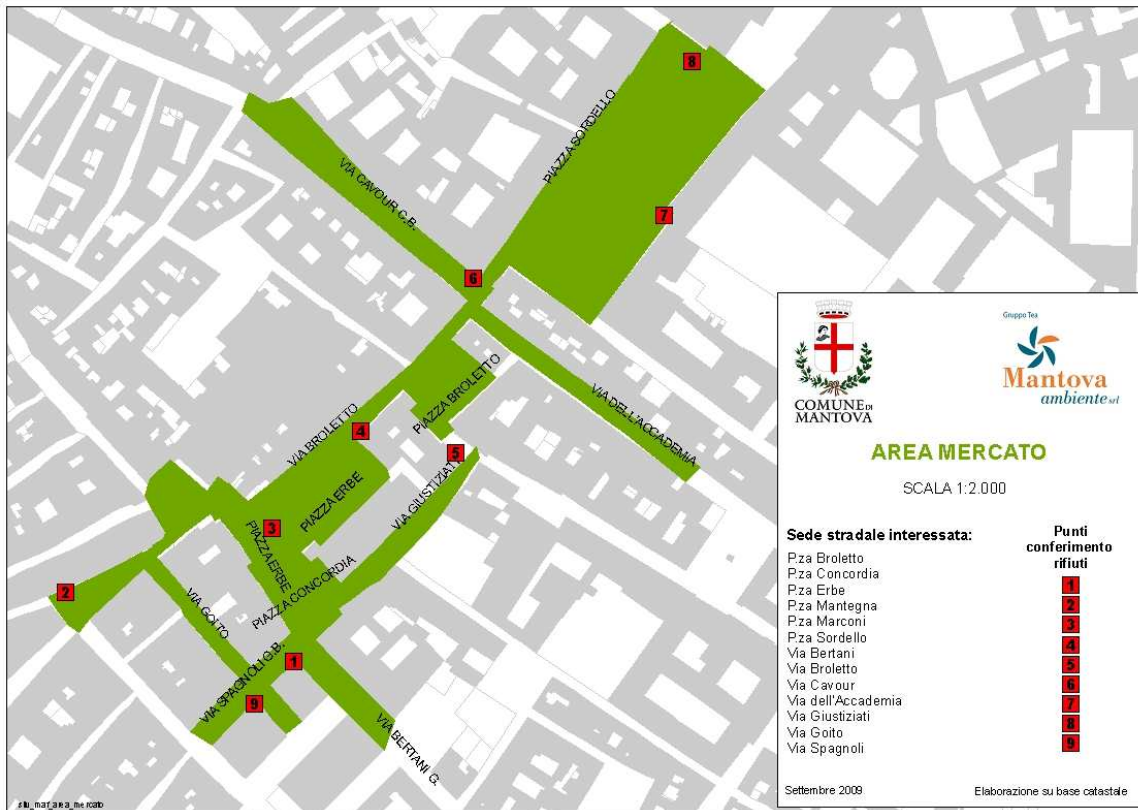 8
PIAZZA SORDELLO
VIA CAVOUR C.B.
7
6
PIAZZA BROLETTO
VIA DELL'ACCADEMIA
VIA BROLETTO
4
5
VIA GIUSTIZIATI
PIAZZA ERBE
3
PIAZZA ERBE
PIAZZA CONCORDIA
2
VIA GOITO
1
VIA SPAGNOLI G.B.
9
VIA BERTANI G.
COMUNE DI
MANTOVA
Gruppo Tea
Mantova
ambiente srl
AREA MERCATO
SCALA 1:2.000
Sede stradale interessata:
P.za Broletto
P.za Concordia
P.za Erbe
P.za Mantegna
P.za Marconi
P.za Sordello
Via Bertani
Via Broletto
Via Cavour
Via dell'Accademia
Via Giustiziati
Via Goito
Via Spagnoli
Punti
conferimento
rifiuti
1
2
3
4
5
6
7
8
9
Settembre 2009
Elaborazione su base catastale